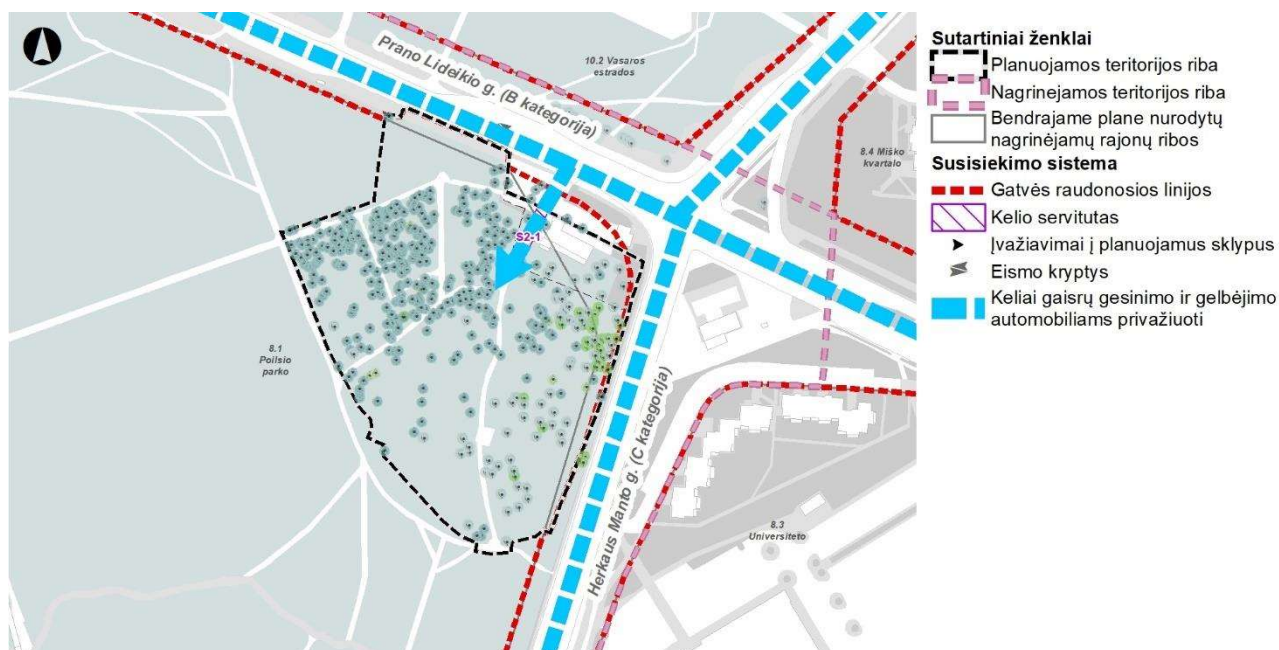 Prano Lideikio g. (B kategorija)
10.2 Vasaros
estrados
8.4 Miško
kvartalo
S2-1
8.1
Poilsio
parko
Herkaus Manto g. (C kategorija)
8.3
Universiteto
Sutartiniai ženklai
Planuojamos teritorijos riba
Nagrinejamos teritorijos riba
Bendrajame plane nurodytų
nagrinėjamų rajonų ribos
Susisiekimo sistema
Gatvės raudonosios linijos
Kelio servitutas
Įvažiavimai į planuojamus sklypus
Eismo kryptys
Keliai gaisrų gesinimo ir gelbėjimo
automobiliams privažiuoti